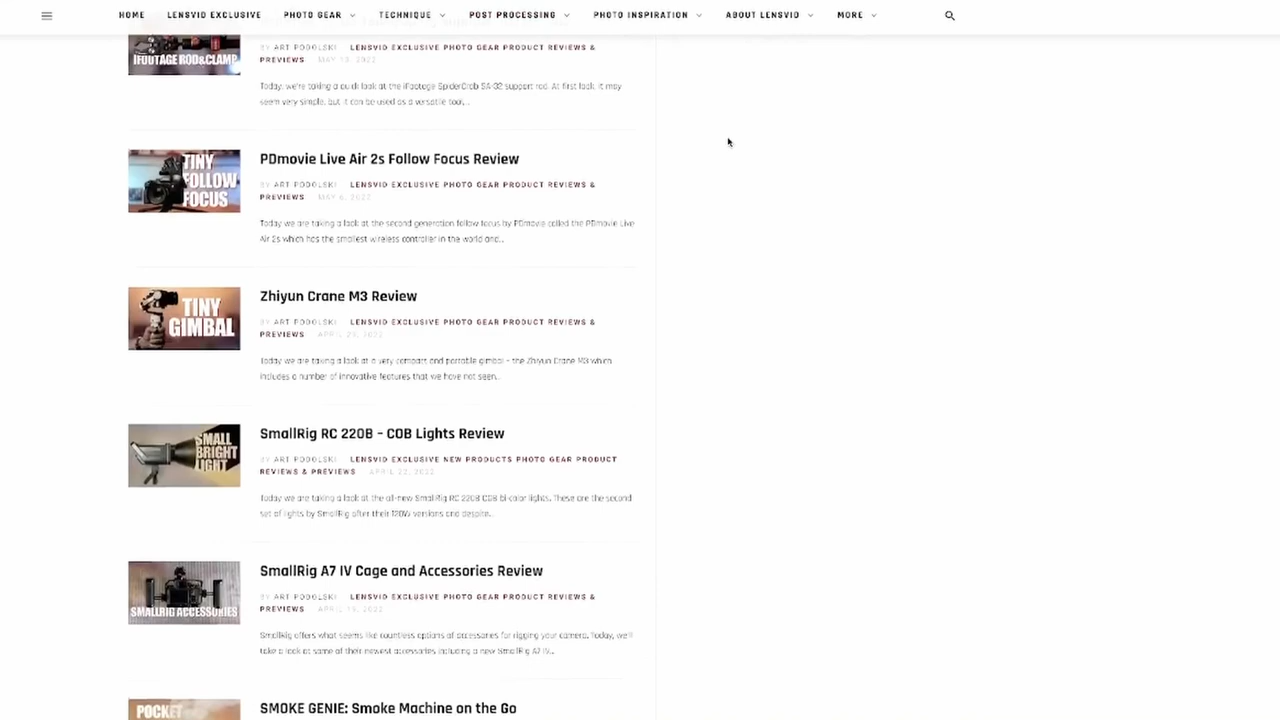 HOME LENSVID EXCLUSIVE PHOTO GEAR TECHNIQUE POST PROCESSING PHOTO INSPIRATION ABOUT LENSVID MORE
IFOOTAGE ROD&CLAMP
BY ART PODOLSKI LENSVID EXCLUSIVE PHOTO GEAR PRODUCT REVIEWS &
PREVIEWS MAY 13, 2022
Today, we're taking a quick look at the iFootage SpiderCrab SA-32 support rod. At first look, it may
seem very simple, but it can be used as a versatile tool,..
TINY
FOLLOW
FOCUS
PDmovie Live Air 2s Follow Focus Review
BY ART PODOLSKI LENSVID EXCLUSIVE PHOTO GEAR PRODUCT REVIEWS &
PREVIEWS MAY 6, 2022
Today we are taking a look at the second generation follow focus by PDmovie called the PDmovie Live
Air 2s which has the smallest wireless controller in the world and...
TINY
GIMBAL
Zhiyun Crane M3 Review
BY ART PODOLSKI LENSVID EXCLUSIVE PHOTO GEAR PRODUCT REVIEWS &
PREVIEWS APRIL 2022
Today we are taking a look at a very compact and portable gimbal – the Zhiyun Crane M3 which
includes a number of innovative features that we have not seen...
SMALL
BRIGHT
LIGHT
SmallRig RC 220B – COB Lights Review
BY ART PODOLSKI LENSVID EXCLUSIVE NEW PRODUCTS PHOTO GEAR PRODUCT
REVIEWS & PREVIEWS APRIL 22, 2022
Today we are taking a look at the all-new SmallRig RC 220B COB bi-color lights. These are the second
set of lights by SmallRig after their 120W versions and despite...
SMALLRIG ACCESSORIES
SmallRig A7 IV Cage and Accessories Review
BY ART PODOLSKI LENSVID EXCLUSIVE PHOTO GEAR PRODUCT REVIEWS &
PREVIEWS APRIL 2022
SmallRig offers what seems like countless options of accessories for rigging your camera. Today, we'll
take a look at some of their newest accessories including a new SmallRig A7 IV...
POCKET
SMOKE GENIE: Smoke Machine on the Go